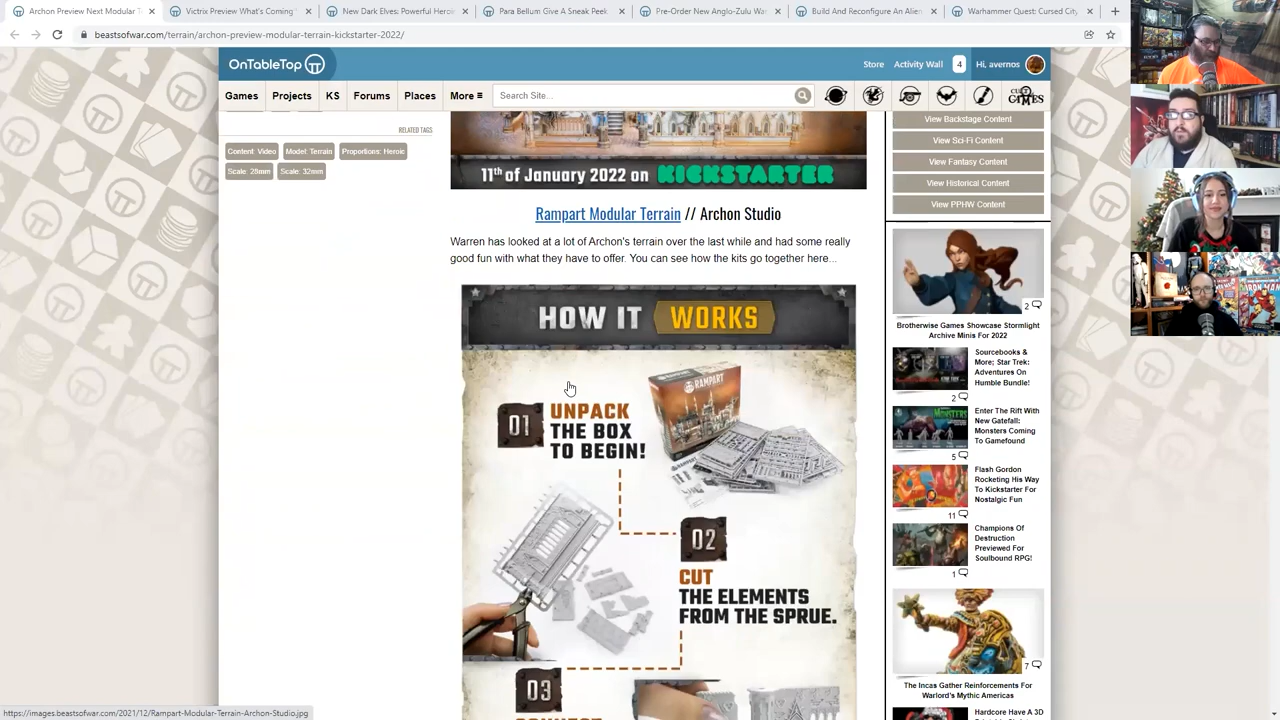 Archon Preview Next Modular T
Victrix Preview What's Coming
New Dark Elves; Powerful Heroin
Para Bellum Give A Sneak Peek
Pre-Order New Anglo-Zulu War
Build And Reconfigure An Alien
Warhammer Quest: Cursed City
beastsofwar.com/terrain/archon-preview-modular-terrain-kickstarter-2022/
OnTableTop
Store
Activity Wall
4
Hi, avernos
Games
Projects
KS
Forums
Places
More ≡
Search Site...
GAMES
RELATED TAGS
Content: Video
Model: Terrain
Proportions: Heroic
Scale: 28mm
Scale: 32mm
11th of January 2022 on KICKSTARTER
Rampart Modular Terrain // Archon Studio
Warren has looked at a lot of Archon's terrain over the last while and had some really
good fun with what they have to offer. You can see how the kits go together here...
HOW IT WORKS
RAMPART
01
UNPACK
THE BOX
TO BEGIN!
02
CUT
THE ELEMENTS
FROM THE SPRUE.
03
View Backstage Content
View Sci-Fi Content
View Fantasy Content
View Historical Content
View PPHW Content
2
Brotherwise Games Showcase Stormlight
Archive Minis For 2022
Sourcebooks &
More; Star Trek:
Adventures On
Humble Bundle!
2
Enter The Rift With
New Gatefall:
Monsters Coming
To Gamefound
5
Flash Gordon
Rocketing His Way
To Kickstarter For
Nostalgic Fun
11
Champions Of
Destruction
Previewed For
Soulbound RPG!
1
7
The Incas Gather Reinforcements For
Warlord's Mythic Americas
Hardcore Have A 3D
IRON MAN
https://images.beastsofwar.com/2021/12/Rampart-Modular-Terrain-Archon-Studio.jpg